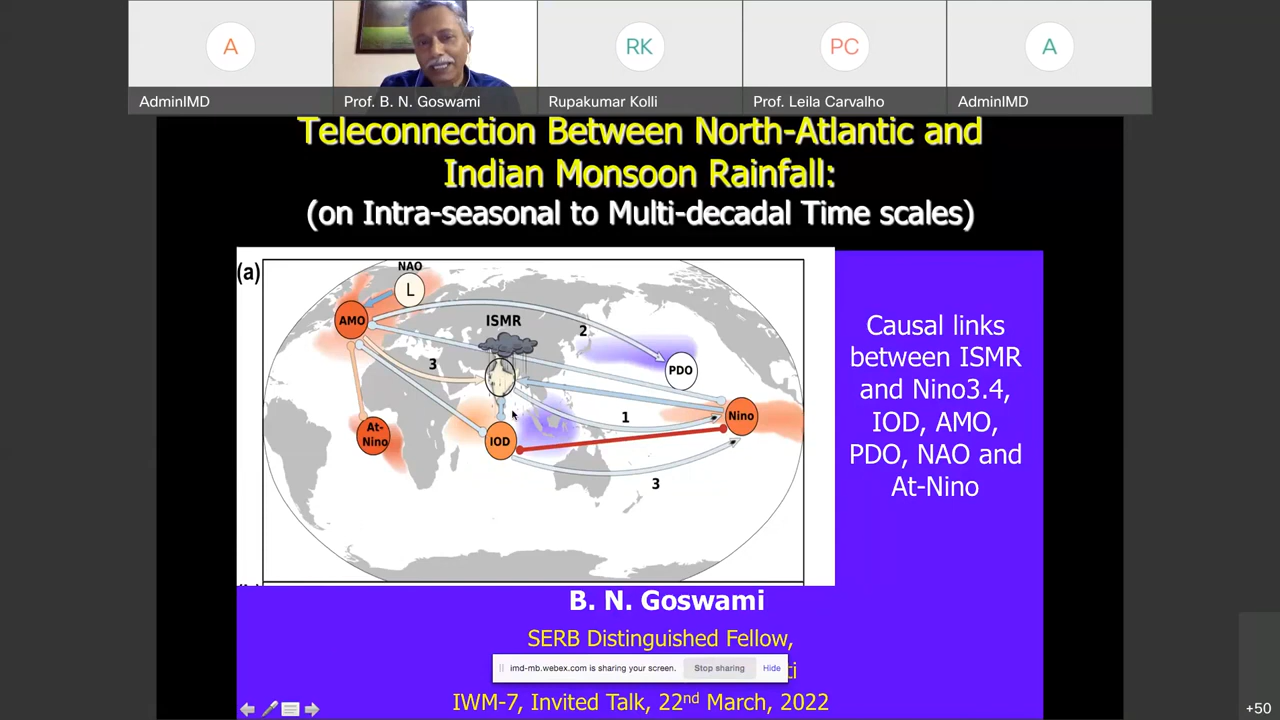 A
RK
PC
A
AdminIMD
Prof. B. N. Goswami
Rupakumar Kolli
Prof. Leila Carvalho
AdminIMD
Teleconnection Between North-Atlantic and
Indian Monsoon Rainfall:
(on Intra-seasonal to Multi-decadal Time scales)
(a)
NAO
L
AMO
ISMR
2
3
PDO
At-
Nino
IOD
1
Nino
3
Causal links
between ISMR
and Nino3.4,
IOD, AMO,
PDO, NAO and
At-Nino
B. N. Goswami
SERB Distinguished Fellow,
imd-mb.webex.com is sharing your screen.
Stop sharing
Hide
ti
IWM-7, Invited Talk, 22nd March, 2022
+50